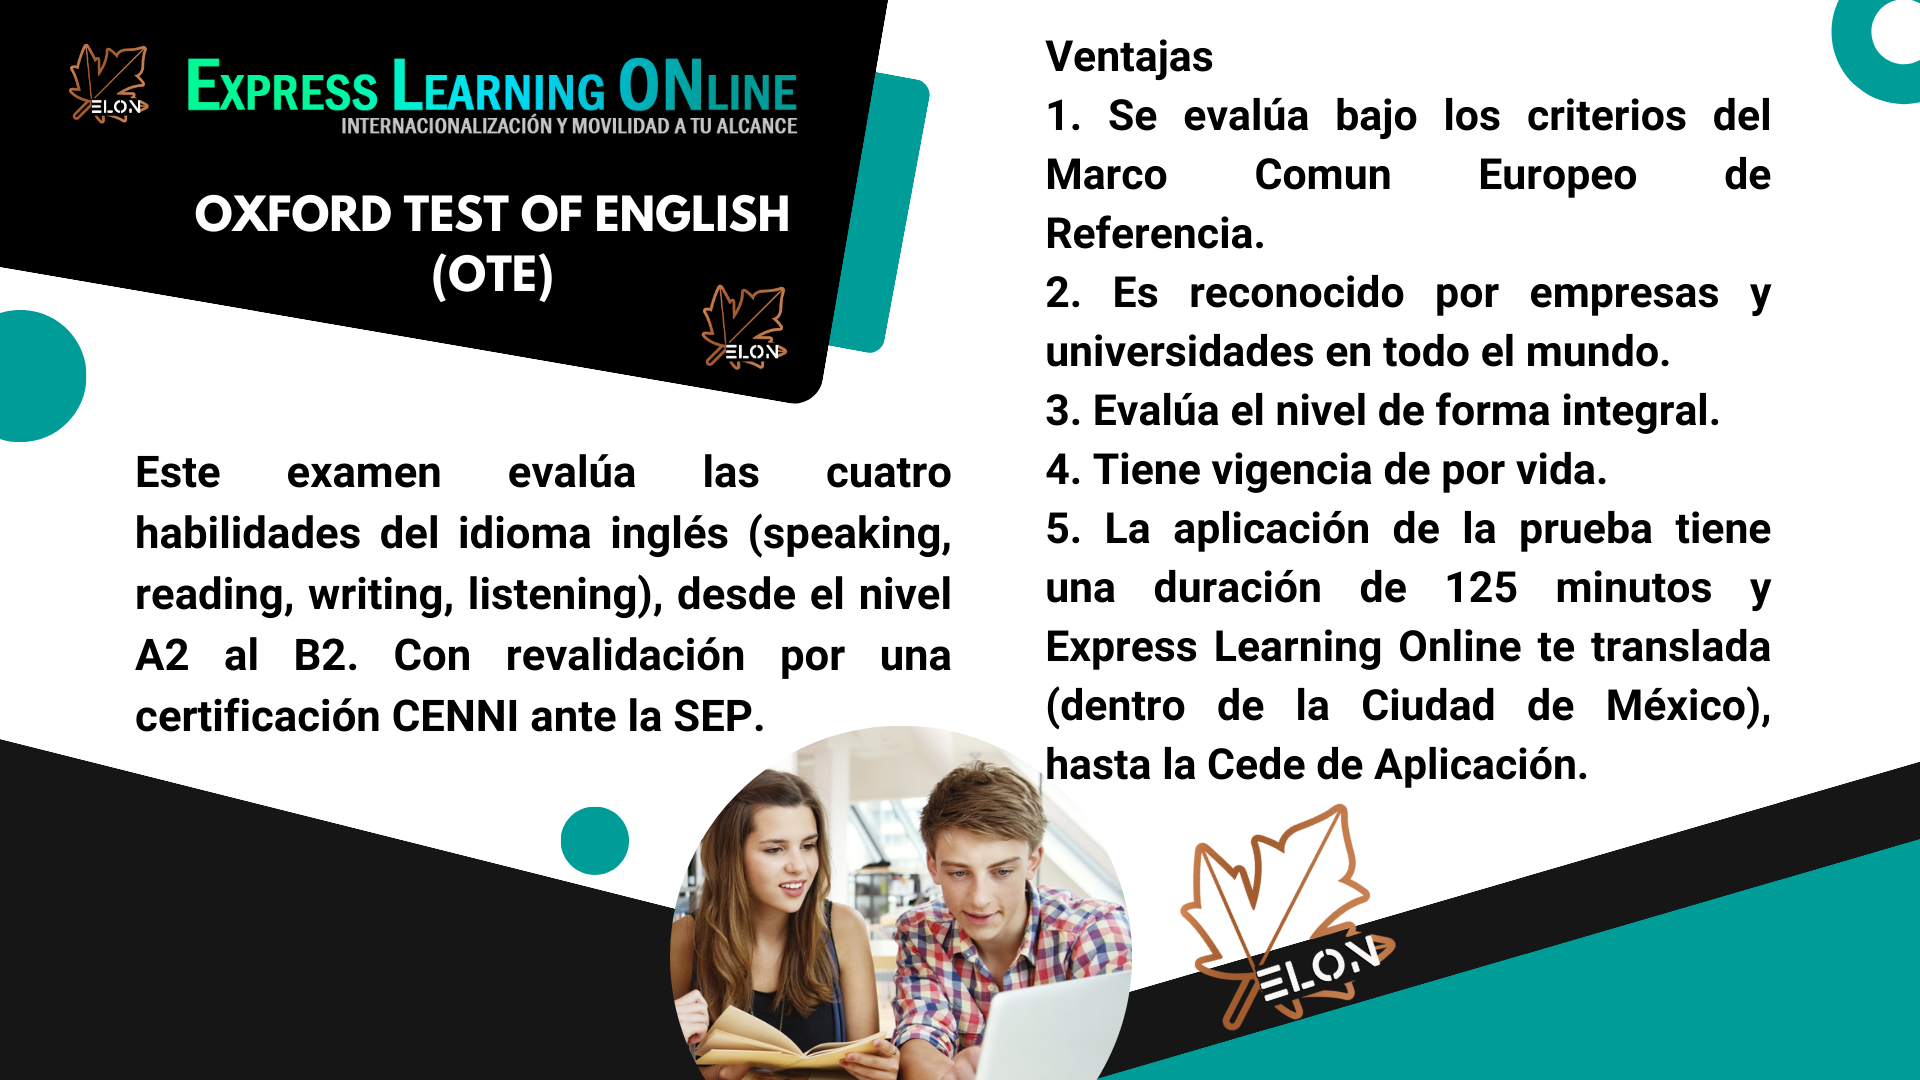 ELON
EXPRESS LEARNING ONLINE
INTERNACIONALIZACIÓN Y MOVILIDAD A TU ALCANCE
OXFORD TEST OF ENGLISH
(OTE)
ELON
Este examen evalúa las cuatro
habilidades del idioma inglés (speaking,
reading, writing, listening), desde el nivel
A2 al B2. Con revalidación por una
certificación CENNI ante la SEP.
Ventajas
1. Se evalúa bajo los criterios del
Marco Comun Europeo de
Referencia.
2. Es reconocido por empresas y
universidades en todo el mundo.
3. Evalúa el nivel de forma integral.
4. Tiene vigencia de por vida.
5. La aplicación de la prueba tiene
una duración de 125 minutos y
Express Learning Online te translada
(dentro de la Ciudad de México),
hasta la Cede de Aplicación.
ELON